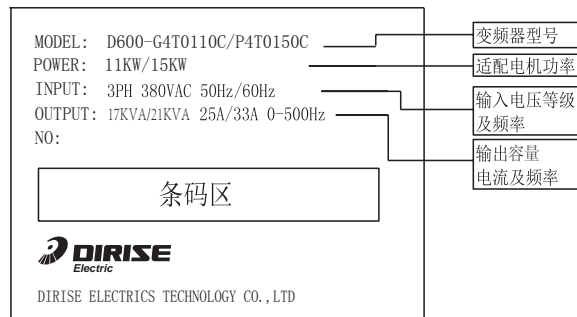 MODEL: D600-G4T0110C/P4T0150C
变频器型号
POWER: 11KW/15KW
适配电机功率
INPUT: 3PH 380VAC 50Hz/60Hz
输入电压等级
及频率
OUTPUT: 17KVA/21KVA 25A/33A 0-500Hz
输出容量
电流及频率
NO:
条码区
DIRISE
Electric
DIRISE ELECTRICS TECHNOLOGY CO.,LTD